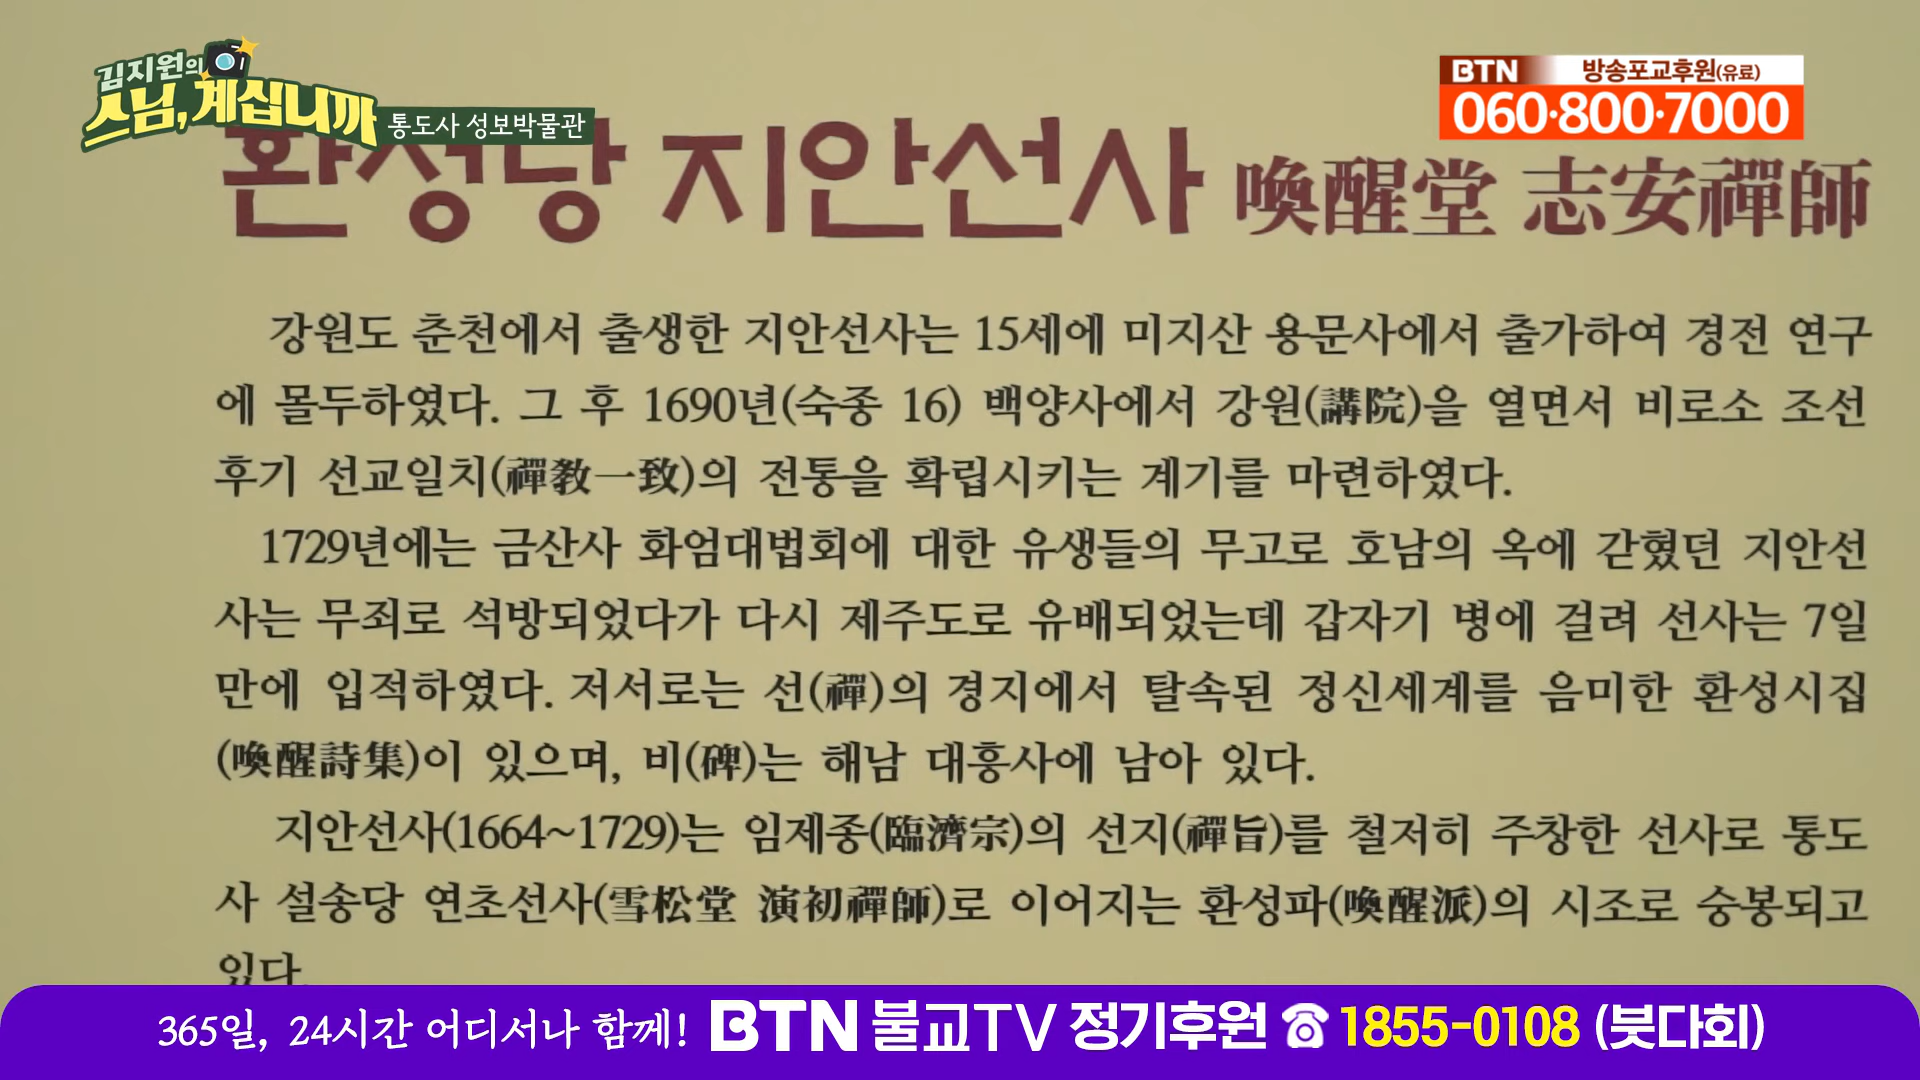 김지원의
스님, 계십니까
통도사 성보박물관
BTN 방송포교후원(유료)
060·800·7000
환성당 지안선사 喚醒堂 志安禪師
강원도 춘천에서 출생한 지안선사는 15세에 미지산 용문사에서 출가하여 경전 연구
에 몰두하였다. 그 후 1690년(숙종 16) 백양사에서 강원(講院)을 열면서 비로소 조선
후기 선교일치(禪敎一致)의 전통을 확립시키는 계기를 마련하였다.
1729년에는 금산사 화엄대법회에 대한 유생들의 무고로 호남의 옥에 갇혔던 지안선
사는 무죄로 석방되었다가 다시 제주도로 유배되었는데 갑자기 병에 걸려 선사는 7일
만에 입적하였다. 저서로는 선(禪)의 경지에서 탈속된 정신세계를 음미한 환성시집
(喚醒詩集)이 있으며, 비(碑)는 해남 대흥사에 남아 있다.
지안선사(1664~1729)는 임제종(臨濟宗)의 선지(禪旨)를 철저히 주창한 선사로 통도
사 설송당 연초선사(雪松堂 演初禪師)로 이어지는 환성파(喚醒派)의 시조로 숭봉되고
있다.
365일, 24시간 어디서나 함께! BTN 불교TV 정기후원 ☎ 1855-0108 (붓다회)